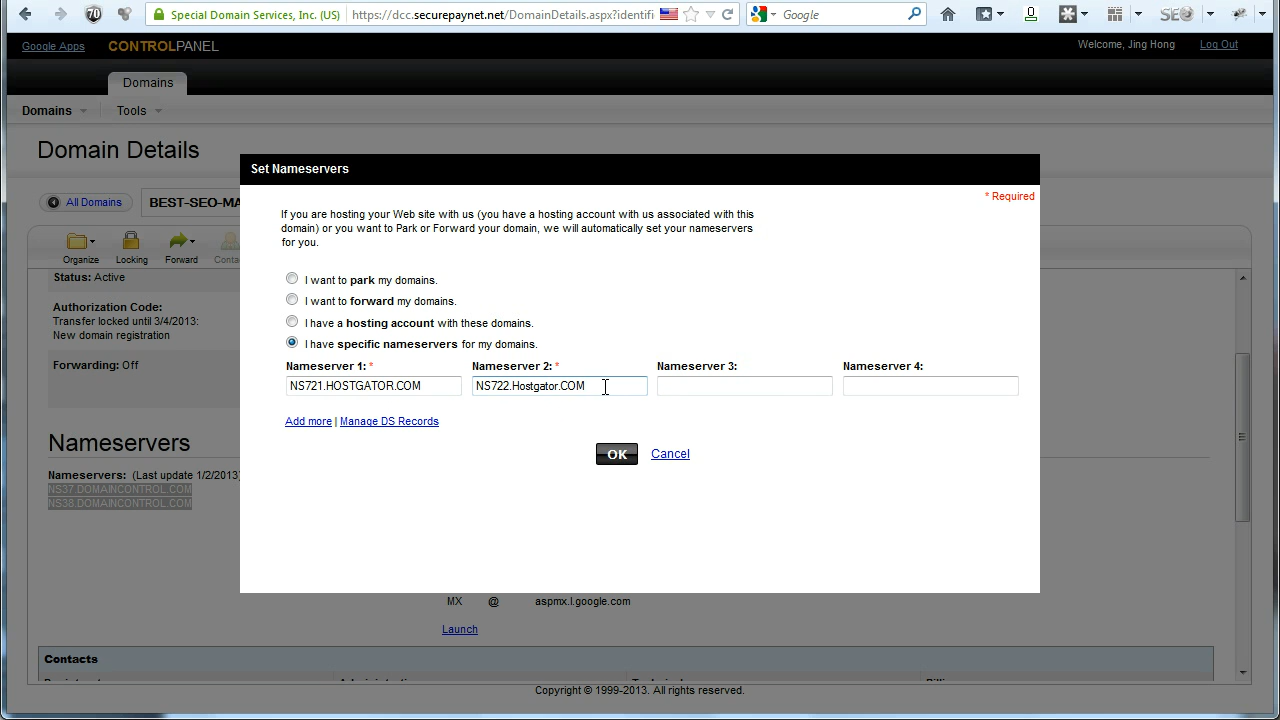 70
Special Domain Services, Inc. (US)
https://dcc.securepaynet.net/DomainDetails.aspx?identifi
Google
Google Apps
CONTROLPANEL
Welcome, Jing Hong
Log Out
Domains
Domains
Tools
Domain Details
All Domains
BEST-SEO-MA
Organize
Locking
Forward
Conta
Status: Active
Authorization Code:
Transfer locked until 3/4/2013:
New domain registration
Forwarding: Off
Nameservers
Nameservers: (Last update 1/2/2013)
NS37.DOMAINCONTROL.COM
NS38.DOMAINCONTROL.COM
Set Nameservers
* Required
If you are hosting your Web site with us (you have a hosting account with us associated with this
domain) or you want to Park or Forward your domain, we will automatically set your nameservers
for you.
I want to park my domains.
I want to forward my domains.
I have a hosting account with these domains.
I have specific nameservers for my domains.
Nameserver 1: * Nameserver 2: * Nameserver 3: Nameserver 4:
NS721.HOSTGATOR.COM NS722.Hostgator.COM
Add more | Manage DS Records
OK Cancel
MX @ aspmx.l.google.com
Launch
Contacts
Copyright © 1999-2013. All rights reserved.